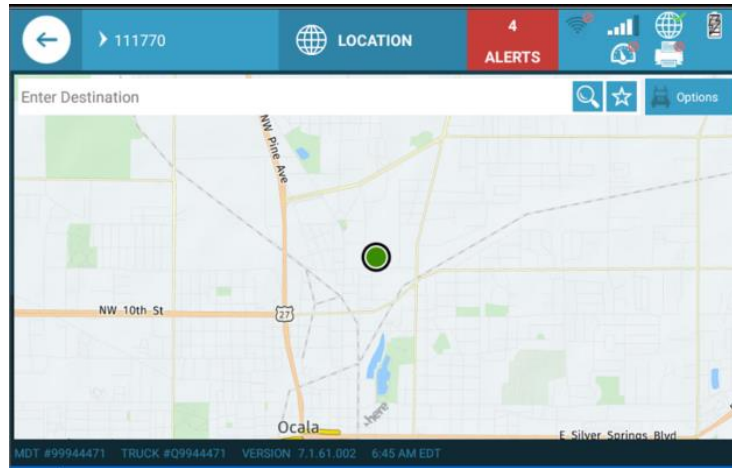 111770
LOCATION
4
ALERTS
Enter Destination
Options
NW Pine Ave
NW 10th St
27
Ocala
here
E Silver Springs Blvd
MDT #99944471 TRUCK #Q9944471 VERSION 7.1.61.002 6:45 AM EDT